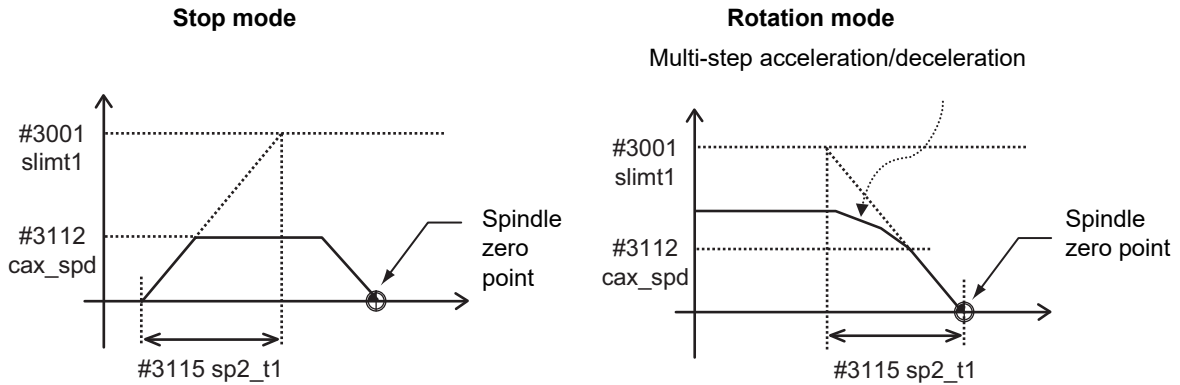 Stop mode
#3001
slimt1
#3112
cax_spd
Spindle
zero
point
#3115 sp2_t1
Rotation mode
Multi-step acceleration/deceleration
#3001
slimt1
#3112
cax_spd
Spindle
zero point
#3115 sp2_t1